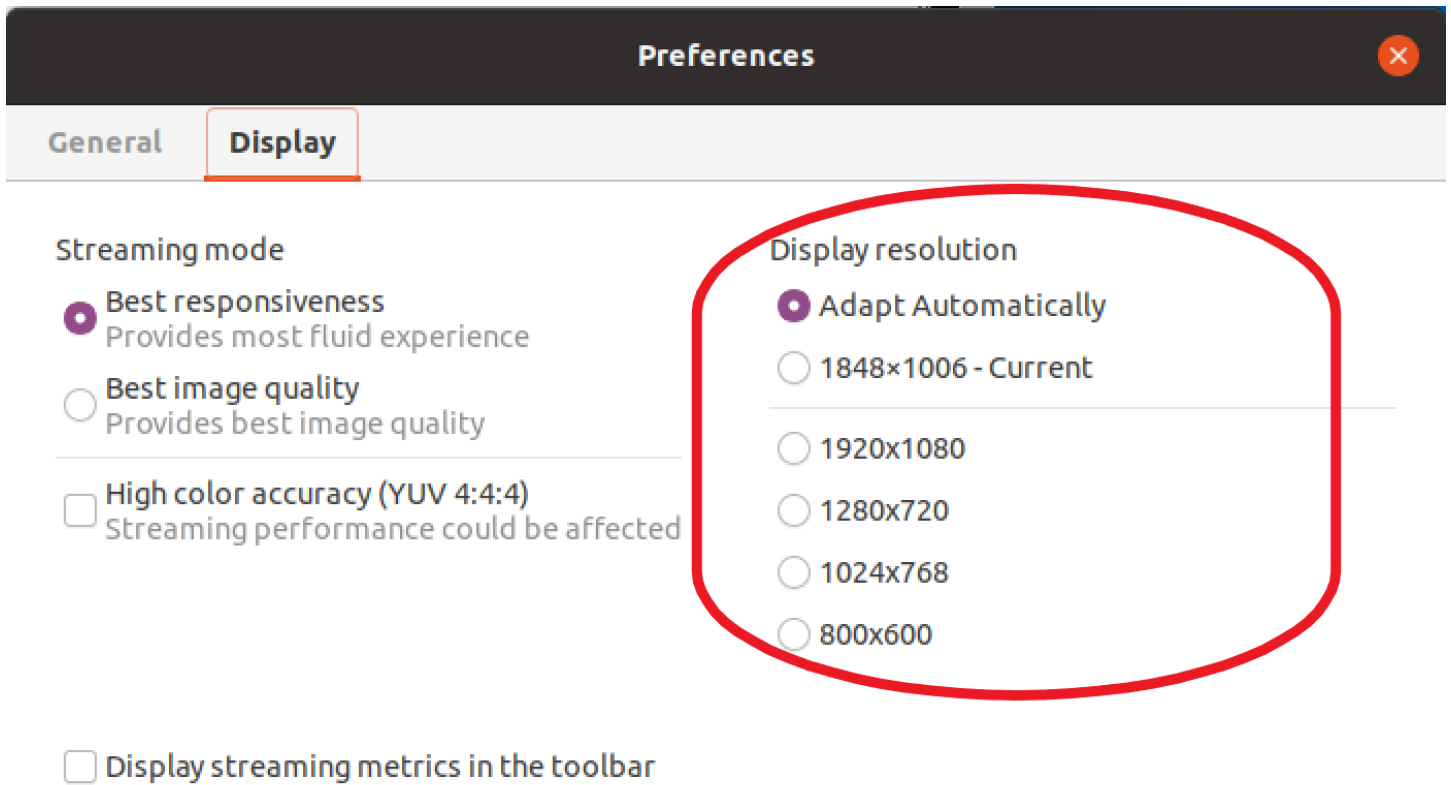 Preferences
General
Display
Streaming mode
Best responsiveness
Provides most fluid experience
Best image quality
Provides best image quality
High color accuracy (YUV 4:4:4)
Streaming performance could be affected
Display resolution
Adapt Automatically
1848×1006 - Current
1920x1080
1280x720
1024x768
800x600
Display streaming metrics in the toolbar